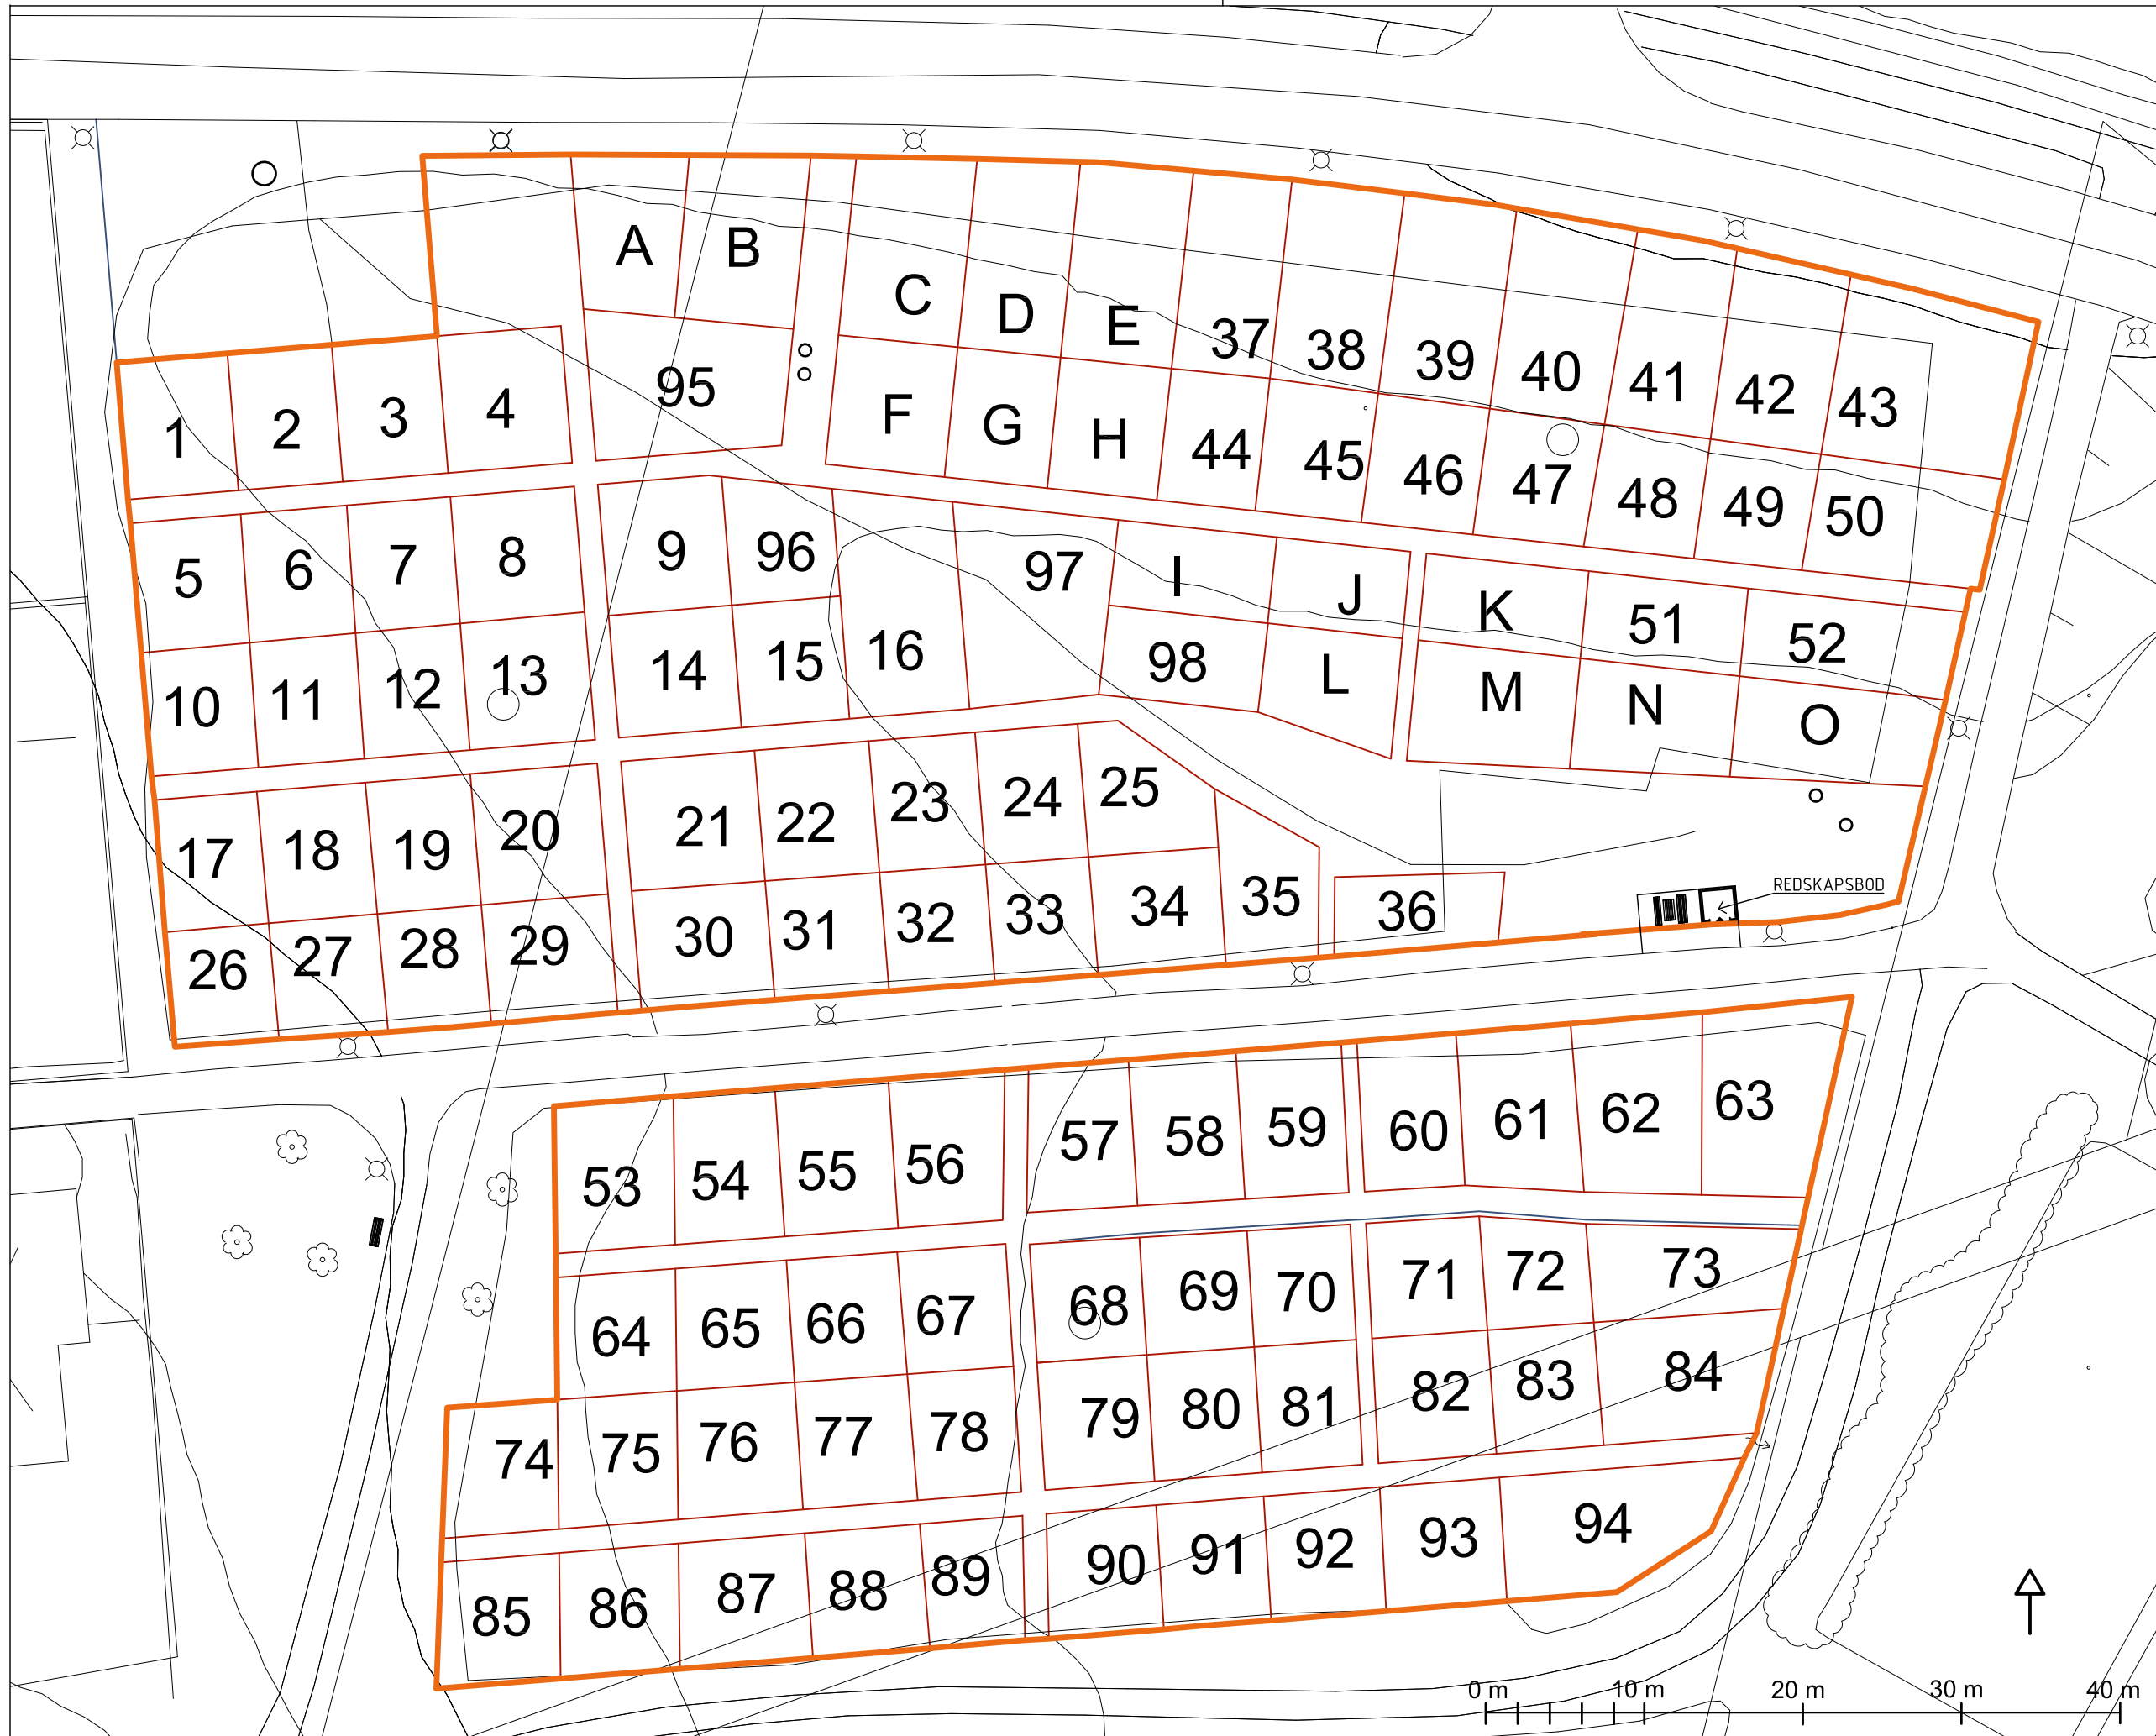 A B
C D E 37 38 39 40 41 42 43
1 2 3 4 95 F G H 44 45 46 47 48 49 50
5 6 7 8 9 96 97 I J K 51 52
10 11 12 13 14 15 16 98 L M N O
17 18 19 20 21 22 23 24 25
REDSKAPSBOD
26 27 28 29 30 31 32 33 34 35 36
53 54 55 56 57 58 59 60 61 62 63
64 65 66 67 68 69 70 71 72 73
74 75 76 77 78 79 80 81 82 83 84
85 86 87 88 89 90 91 92 93 94
0 m 10 m 20 m 30 m 40 m